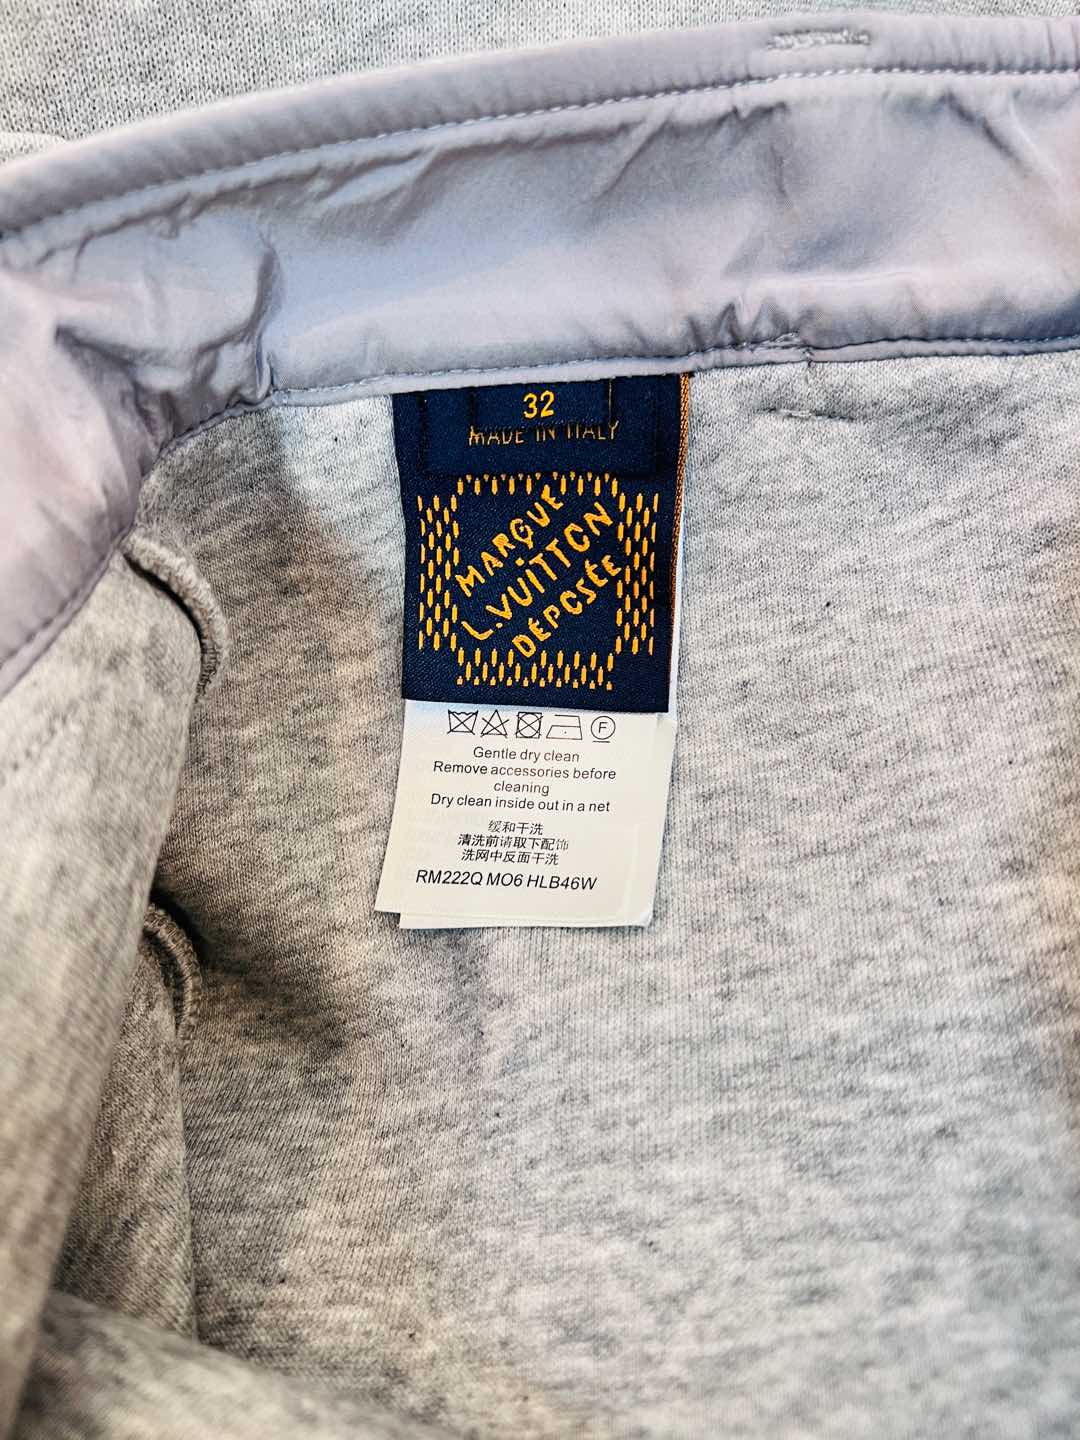 32
MADE IN ITALY
MARQUE
L.VUITTON
DÉPOSÉE
F
Gentle dry clean
Remove accessories before
cleaning
Dry clean inside out in a net
缓和干洗
清洗前请取下配饰
洗网中反面干洗
RM222Q MO6 HLB46W